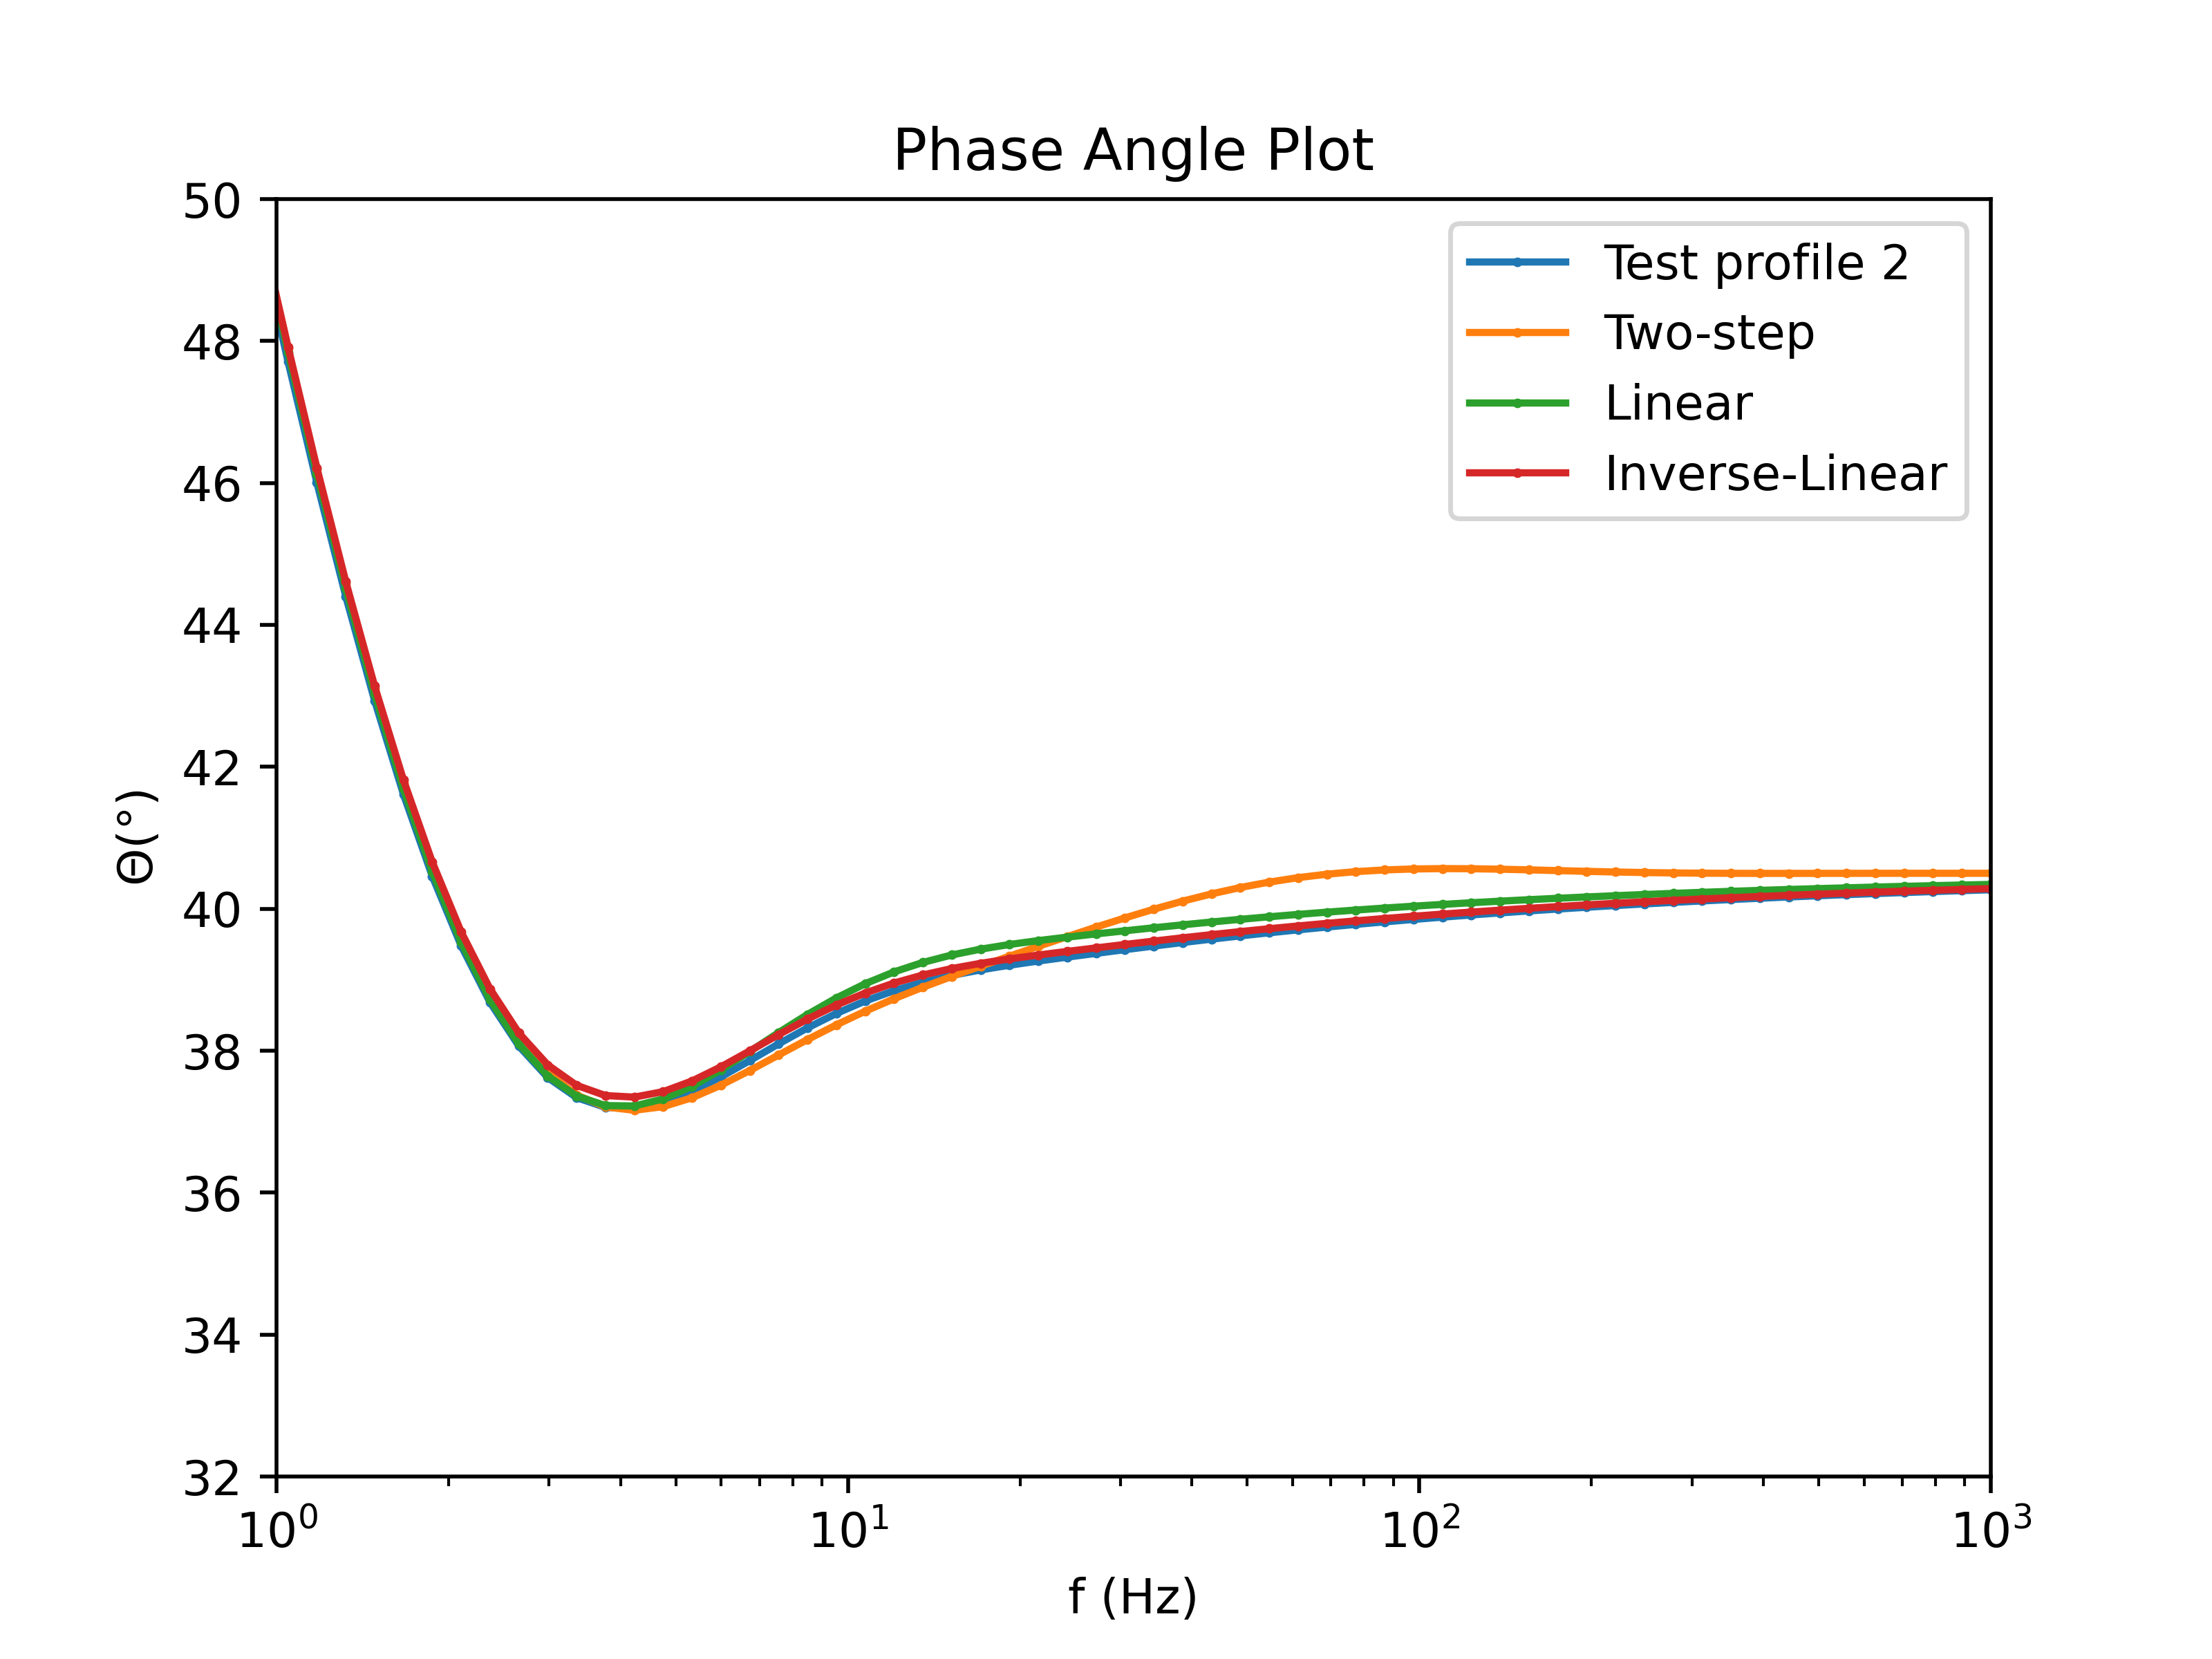 Phase Angle Plot
50
48
46
44
42
40
38
36
34
32
Θ(°)
Test profile 2
Two-step
Linear
Inverse-Linear
10⁰ 10¹ 10² 10³
f (Hz)